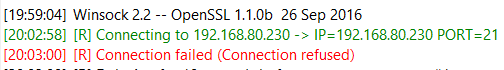 [19:59:04] Winsock 2.2 -- OpenSSL 1.1.0b  26 Sep 2016
[20:02:58] [R] Connecting to 192.168.80.230 -> IP=192.168.80.230 PORT=21
[20:03:00] [R] Connection failed (Connection refused)